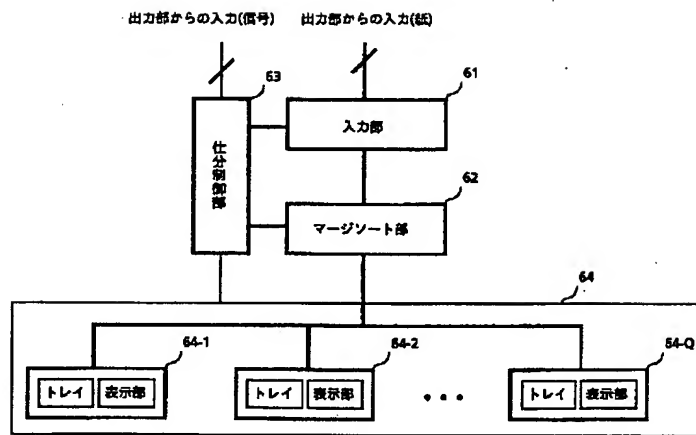 出力部からの入力(信号) 出力部からの入力(紙)
63
61
仕分制御部
入力部
62
マージソート部
64
64-1
64-2
64-Q
トレイ 表示部
トレイ 表示部
• • •
トレイ 表示部